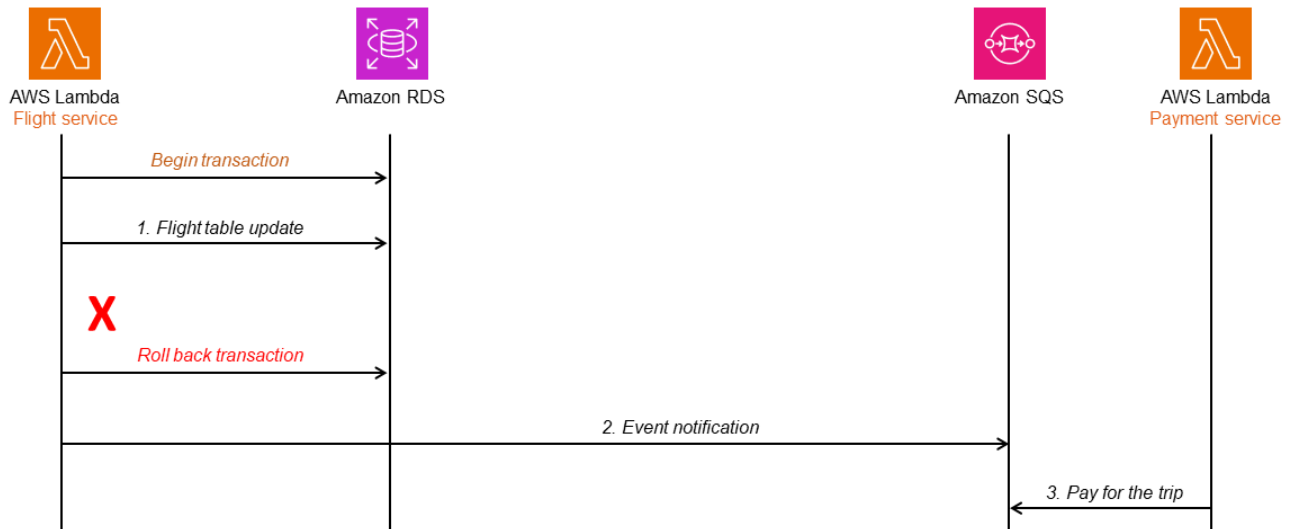 AWS Lambda
Flight service
Amazon RDS
Amazon SQS
AWS Lambda
Payment service
Begin transaction
1. Flight table update
X
Roll back transaction
2. Event notification
3. Pay for the trip